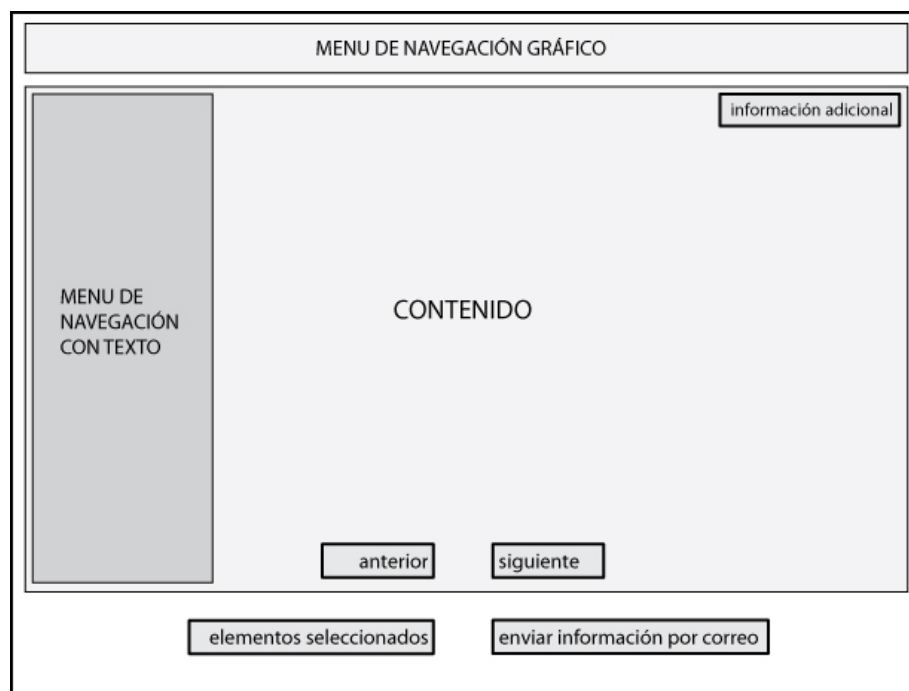 MENU DE NAVEGACIÓN GRÁFICO
información adicional
MENU DE
NAVEGACIÓN
CON TEXTO
CONTENIDO
anterior
siguiente
elementos seleccionados
enviar información por correo